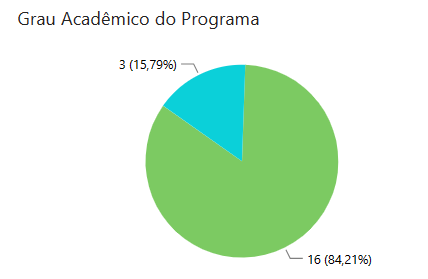 Grau Acadêmico do Programa
3 (15,79%)
16 (84,21%)